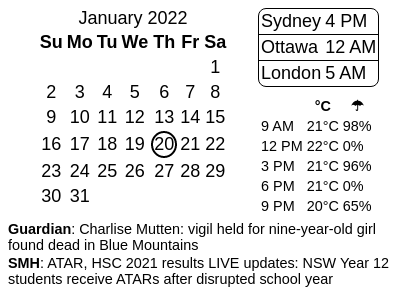 January 2022
Su Mo Tu We Th Fr Sa
1
2 3 4 5 6 7 8
9 10 11 12 13 14 15
16 17 18 19 20 21 22
23 24 25 26 27 28 29
30 31
Sydney 4 PM
Ottawa 12 AM
London 5 AM
°C ☂
9 AM 21°C 98%
12 PM 22°C 0%
3 PM 21°C 96%
6 PM 21°C 0%
9 PM 20°C 65%
Guardian: Charlise Mutten: vigil held for nine-year-old girl
found dead in Blue Mountains
SMH: ATAR, HSC 2021 results LIVE updates: NSW Year 12
students receive ATARs after disrupted school year